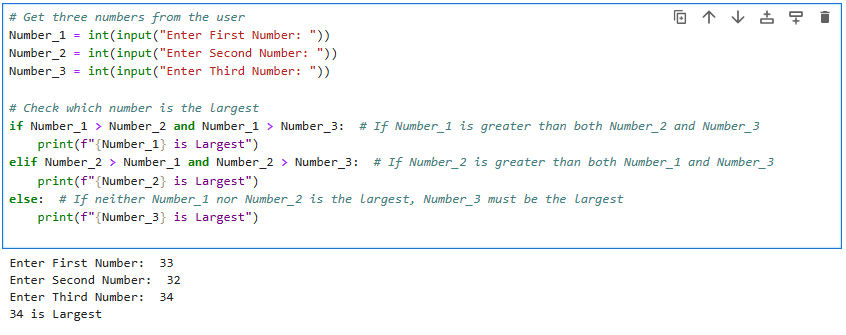 # Get three numbers from the user
Number_1 = int(input("Enter First Number: "))
Number_2 = int(input("Enter Second Number: "))
Number_3 = int(input("Enter Third Number: "))
# Check which number is the largest
if Number_1 > Number_2 and Number_1 > Number_3:  # If Number_1 is greater than both Number_2 and Number_3
    print(f"{Number_1} is Largest")
elif Number_2 > Number_1 and Number_2 > Number_3:  # If Number_2 is greater than both Number_1 and Number_3
    print(f"{Number_2} is Largest")
else:  # If neither Number_1 nor Number_2 is the largest, Number_3 must be the largest
    print(f"{Number_3} is Largest")
Enter First Number:  33
Enter Second Number:  32
Enter Third Number:  34
34 is Largest